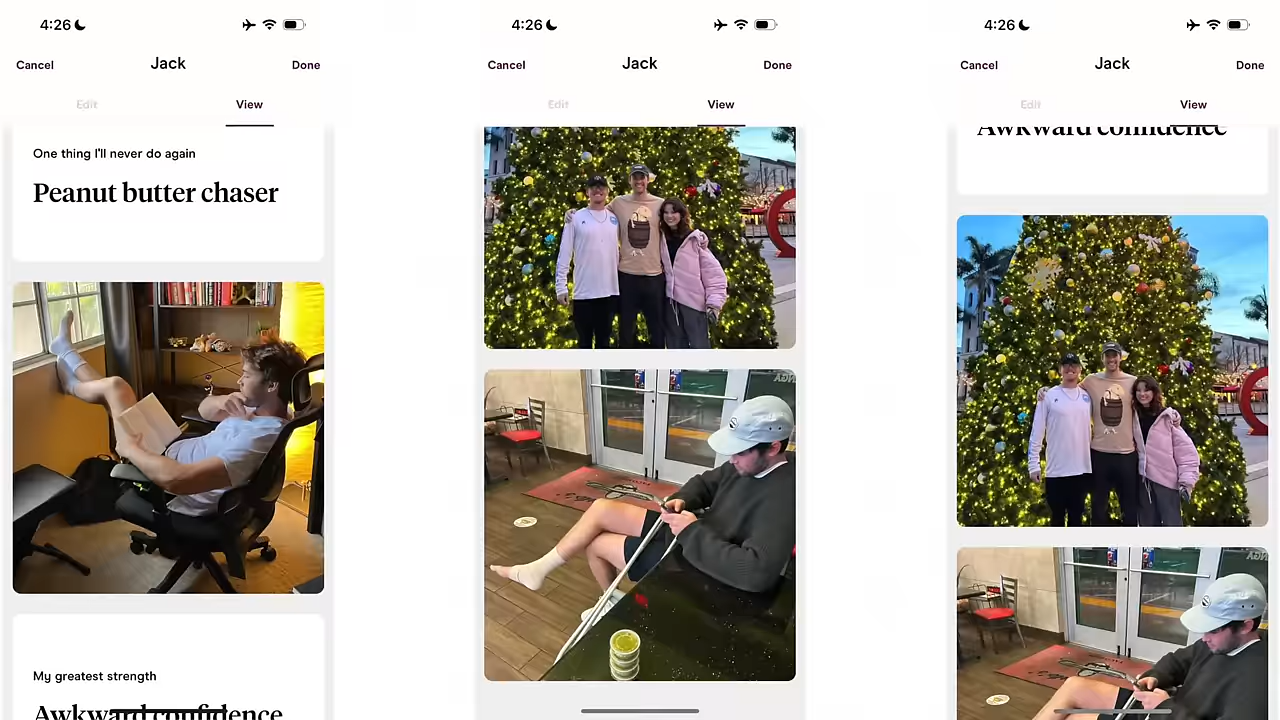 4:26
Cancel
Jack
Done
Edit
View
One thing I'll never do again
Peanut butter chaser
My greatest strength
Awkward confidence
4:26
Cancel
Jack
Done
Edit
View
4:26
Cancel
Jack
Done
Edit
View
Awkward confidence